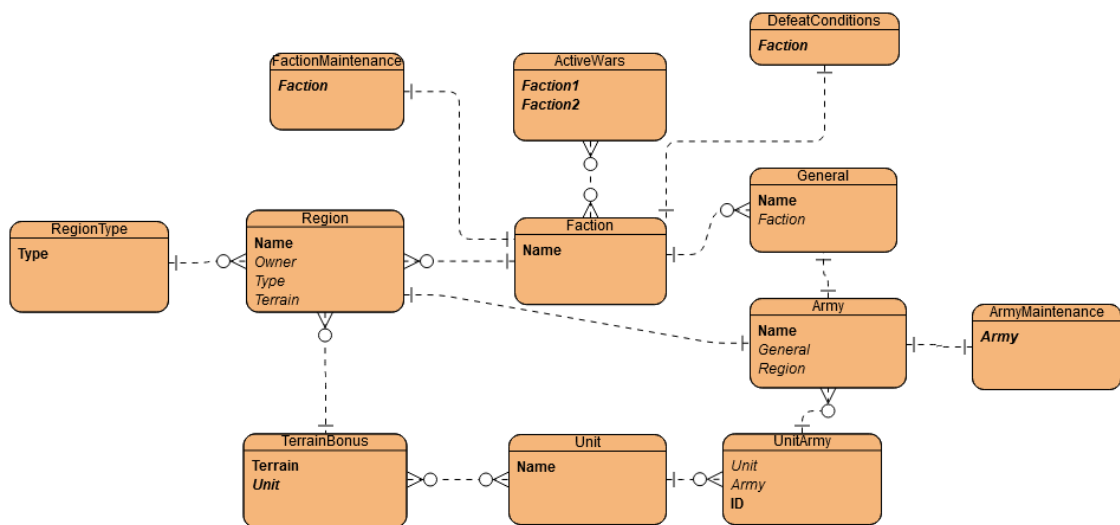 DefeatConditions
Faction
FactionMaintenance
Faction
ActiveWars
Faction1
Faction2
General
Name
Faction
RegionType
Type
Region
Name
Owner
Type
Terrain
Faction
Name
Army
Name
General
Region
ArmyMaintenance
Army
TerrainBonus
Terrain
Unit
Unit
Name
UnitArmy
Unit
Army
ID